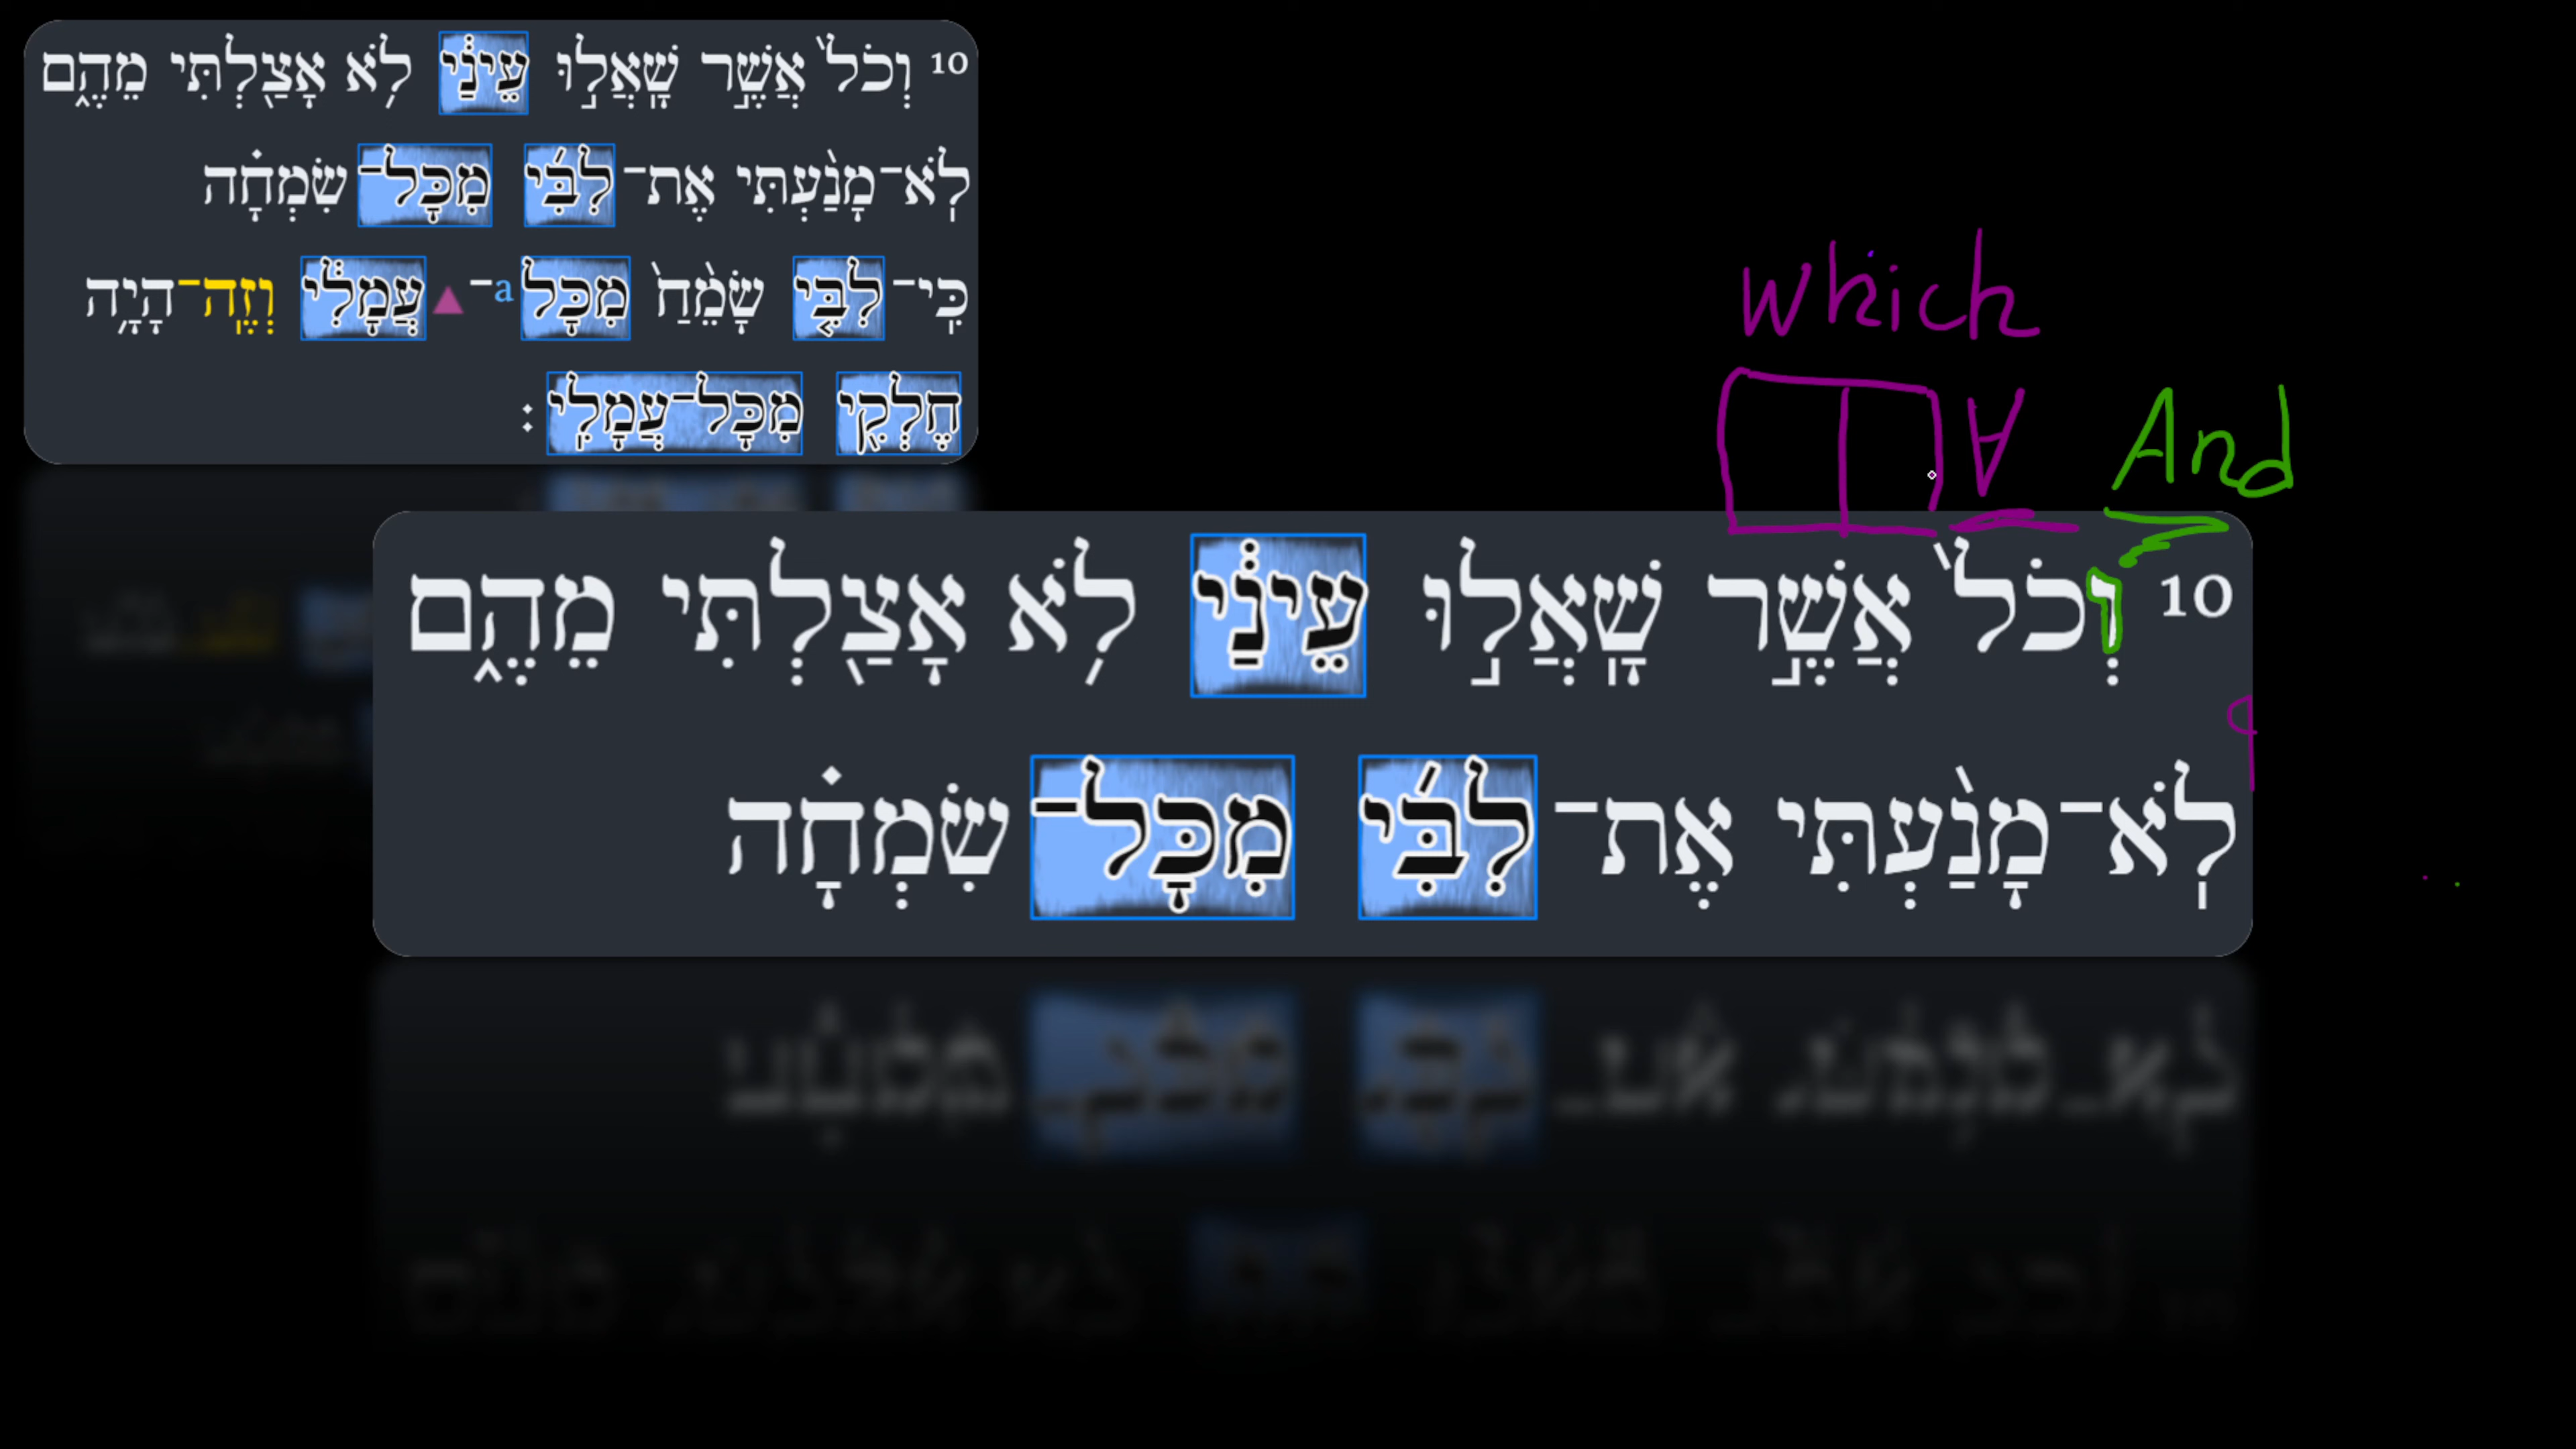 10 וְכֹל֙ אֲשֶׁ֣ר שָֽׁאֲל֣וּ עֵינַ֔י לֹ֥א אָצַ֖לְתִּי מֵהֶ֑ם
לֹֽא־מָנַ֨עְתִּי אֶת־לִבִּ֜י מִכָּל־שִׂמְחָ֗ה
כִּֽי־לִבִּ֤י שָׂמֵ֙חַ֙ מִכָּל a־ עֲמָלִ֔י וְזֶֽה־הָיָ֥ה
חֶלְקִ֖י מִכָּל־עֲמָלִֽי׃
which
∀ And
10 וְכֹל֙ אֲשֶׁ֣ר שָֽׁאֲל֣וּ עֵינַ֔י לֹ֥א אָצַ֖לְתִּי מֵהֶ֑ם
לֹֽא־מָנַ֨עְתִּי אֶת־לִבִּ֜י מִכָּל־שִׂמְחָ֗ה